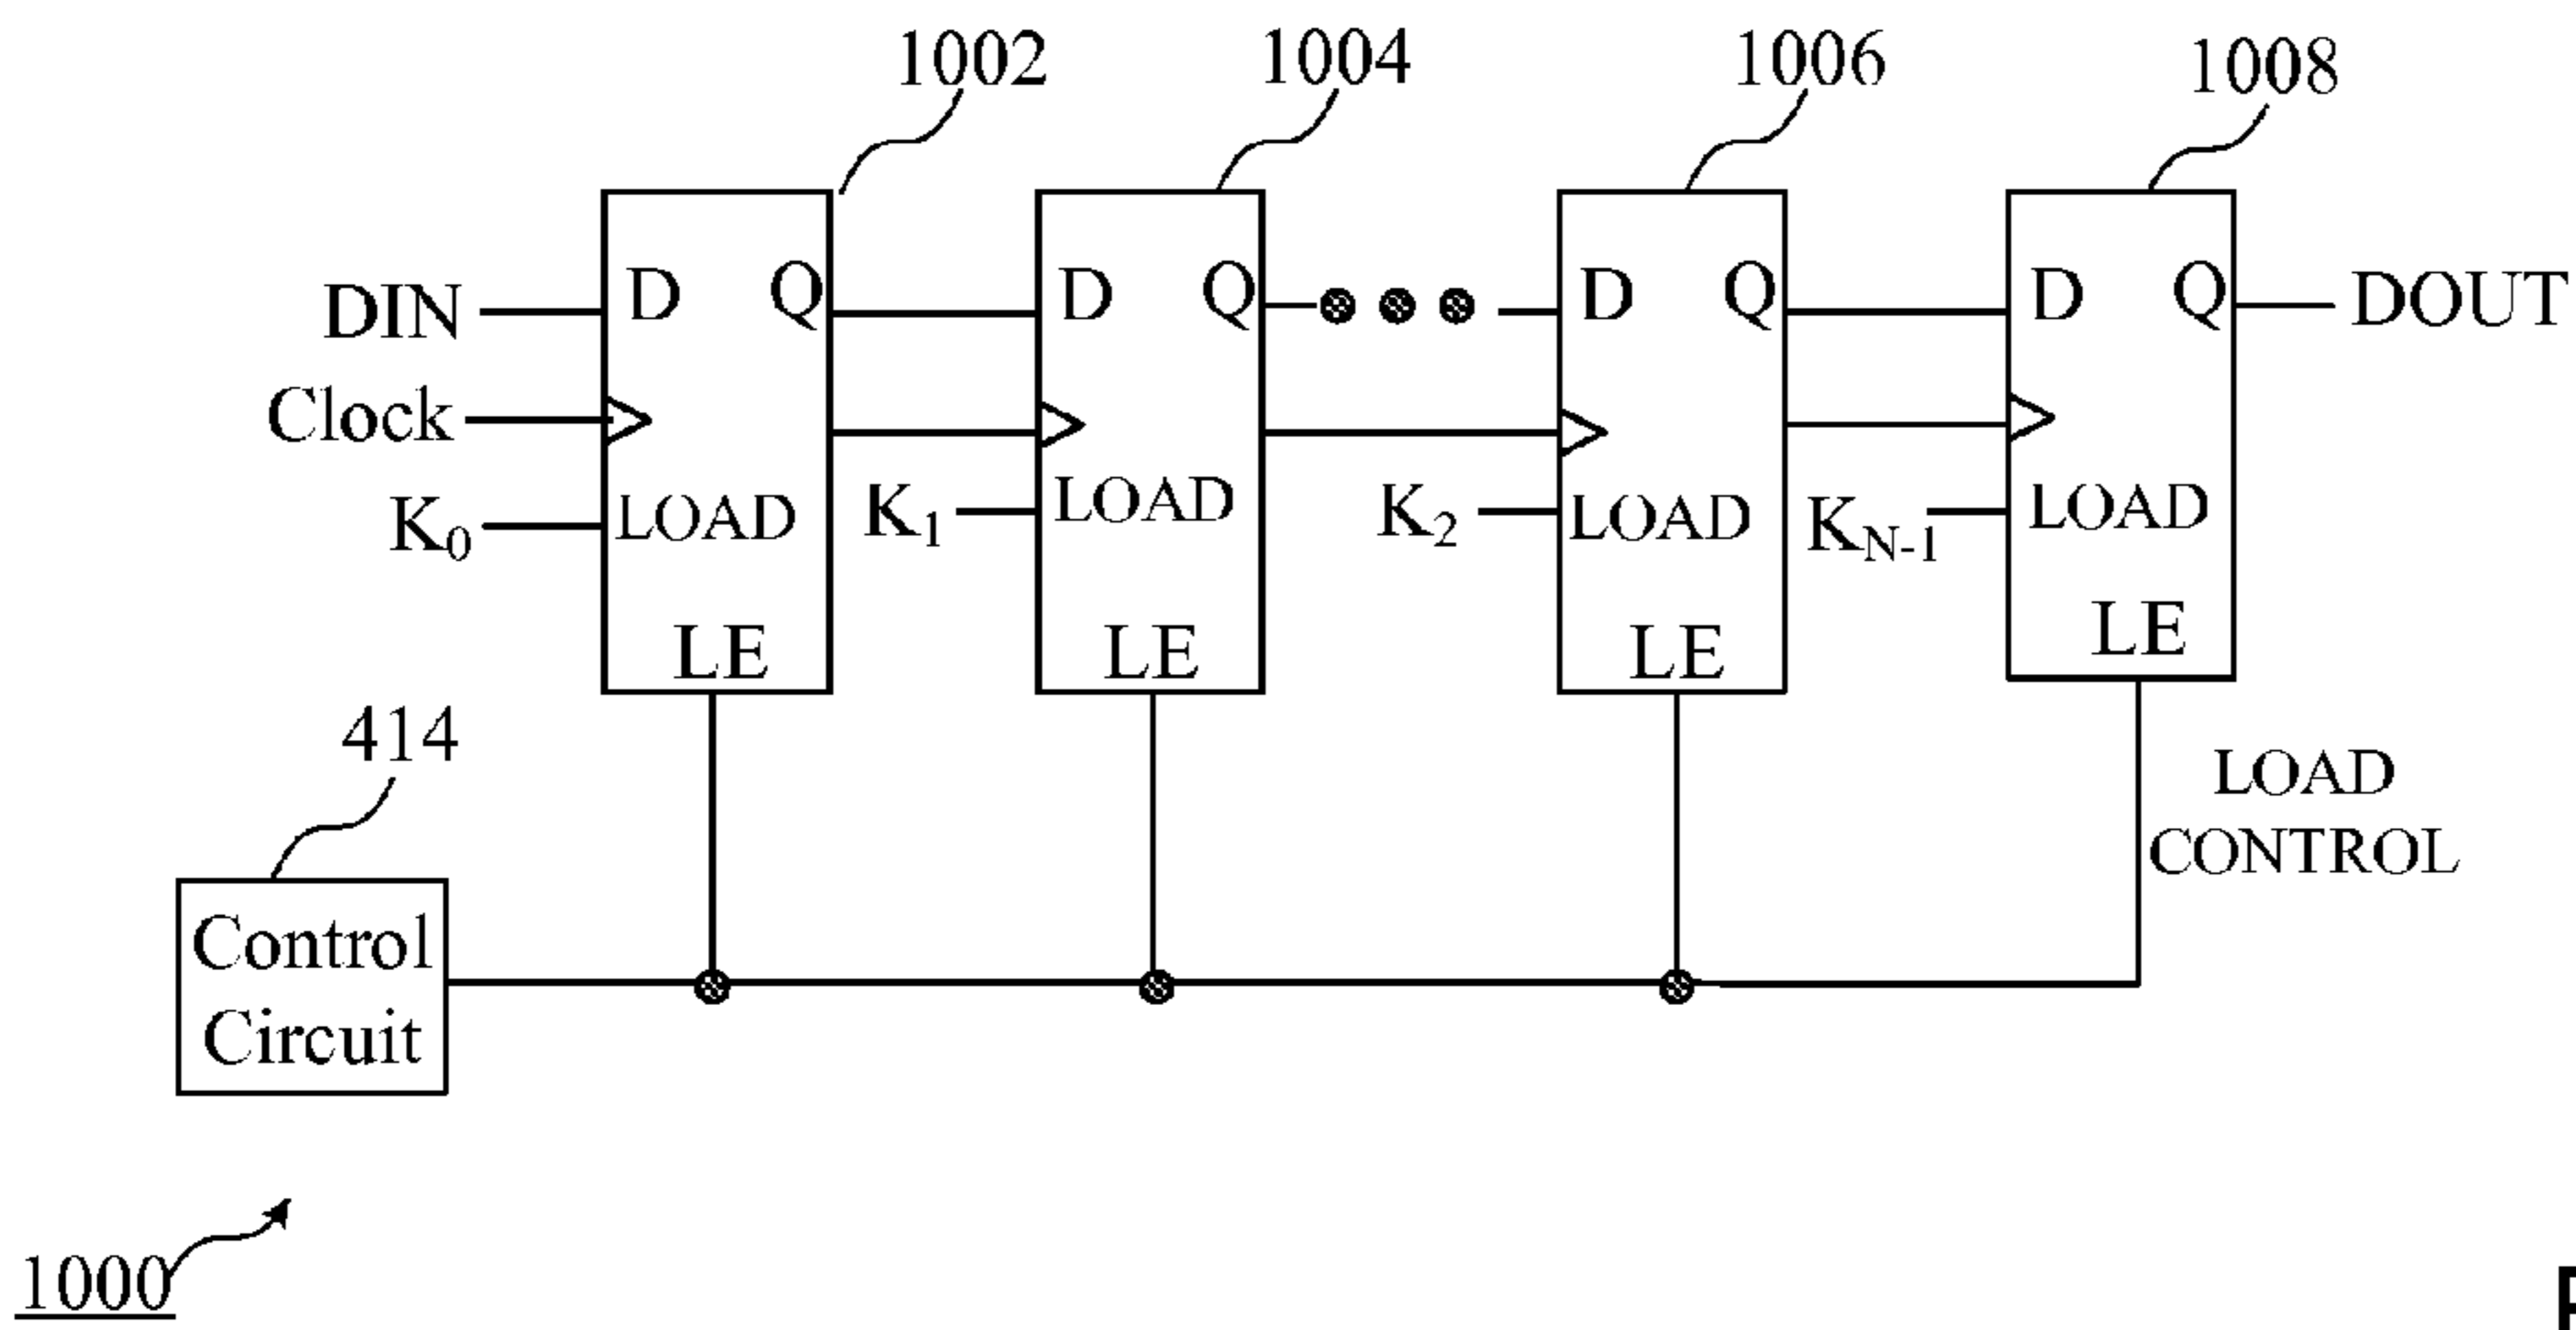 1002 1004 1006 1008
D Q D Q D Q D Q
DIN DOUT
Clock
K0 LOAD K1 LOAD K2 LOAD KN-1 LOAD
LE LE LE LE
414
LOAD
CONTROL
Control
Circuit
1000